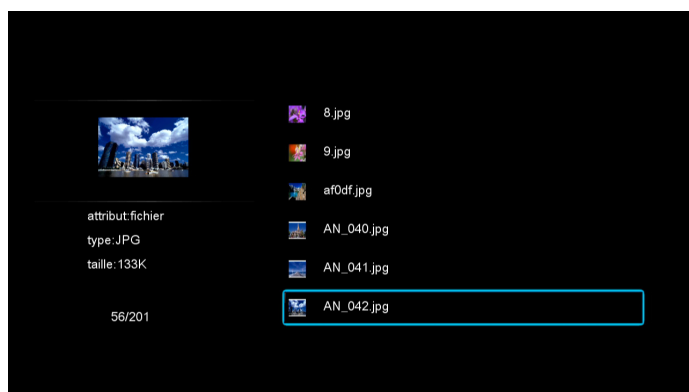 attribut:fichier
type:JPG
taille:133K
56/201
8.jpg
9.jpg
af0df.jpg
AN_040.jpg
AN_041.jpg
AN_042.jpg